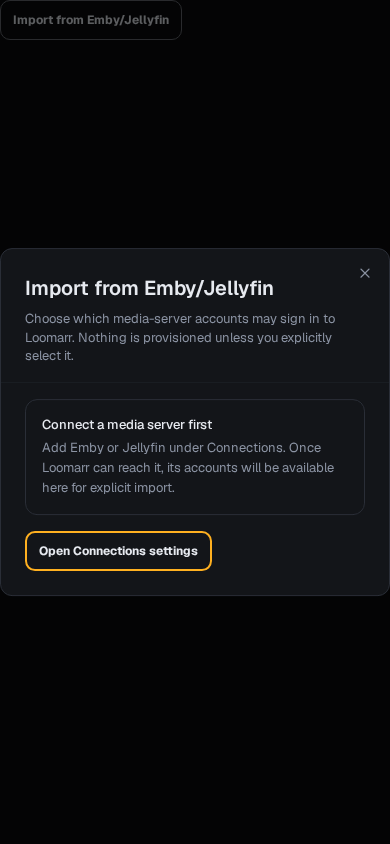 Import from Emby/Jellyfin
Import from Emby/Jellyfin
Choose which media-server accounts may sign in to
Loomarr. Nothing is provisioned unless you explicitly
select it.
Connect a media server first
Add Emby or Jellyfin under Connections. Once
Loomarr can reach it, its accounts will be available
here for explicit import.
Open Connections settings